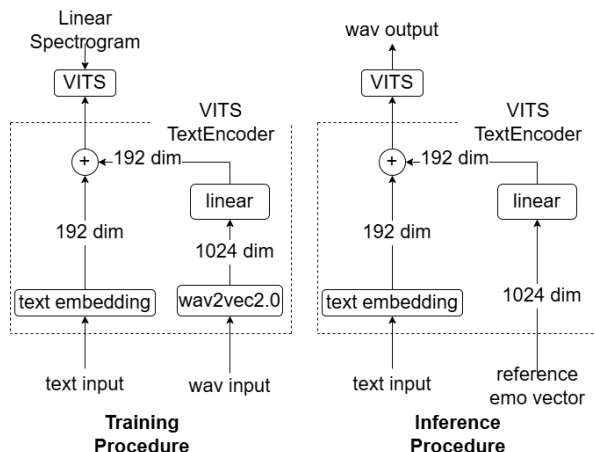 Linear
Spectrogram
VITS
VITS
TextEncoder
+
192 dim
linear
192 dim
1024 dim
text embedding
wav2vec2.0
text input
wav input
Training
Procedure
wav output
VITS
VITS
TextEncoder
+
192 dim
linear
192 dim
1024 dim
text embedding
text input
reference
emo vector
Inference
Procedure